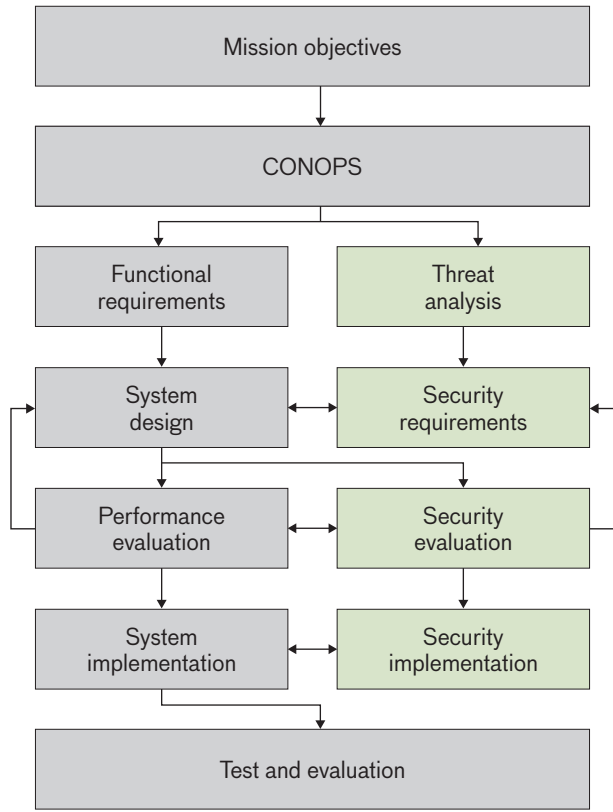 Mission objectives
CONOPS
Functional
requirements
Threat
analysis
System
design
Security
requirements
Performance
evaluation
Security
evaluation
System
implementation
Security
implementation
Test and evaluation